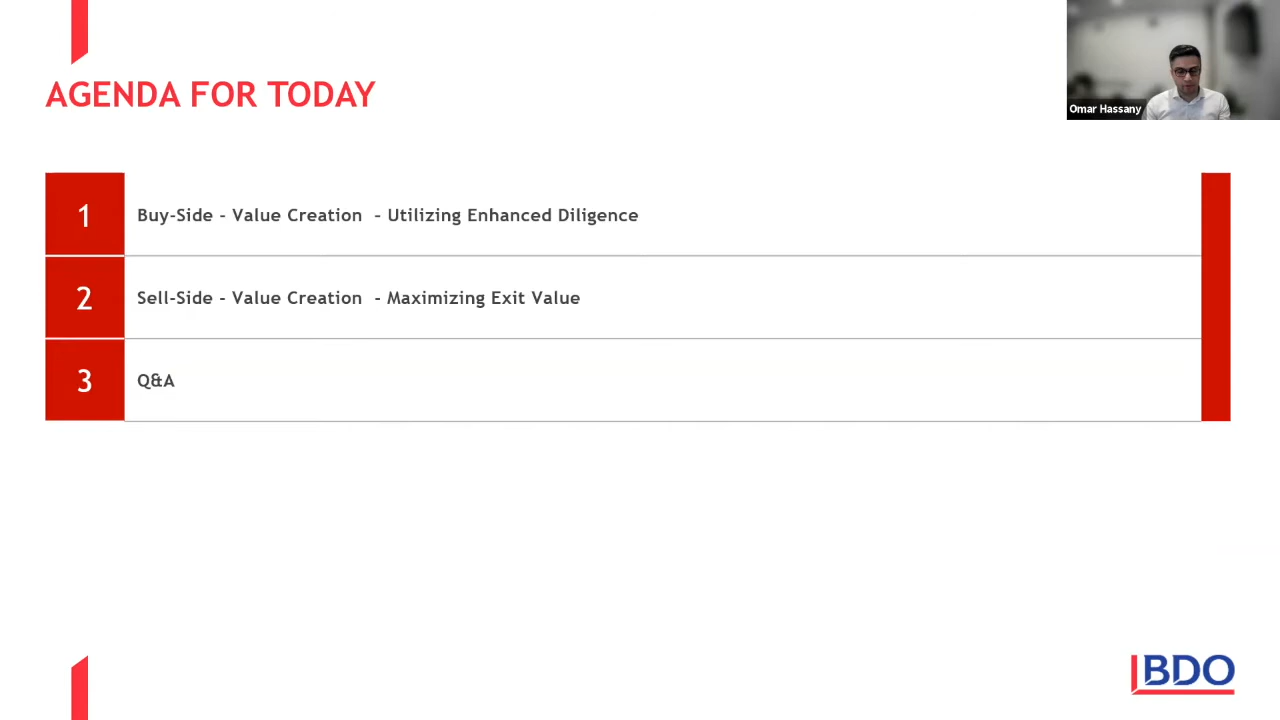 AGENDA FOR TODAY
Omar Hassany
1
Buy-Side - Value Creation - Utilizing Enhanced Diligence
2
Sell-Side - Value Creation - Maximizing Exit Value
3
Q&A
BDO